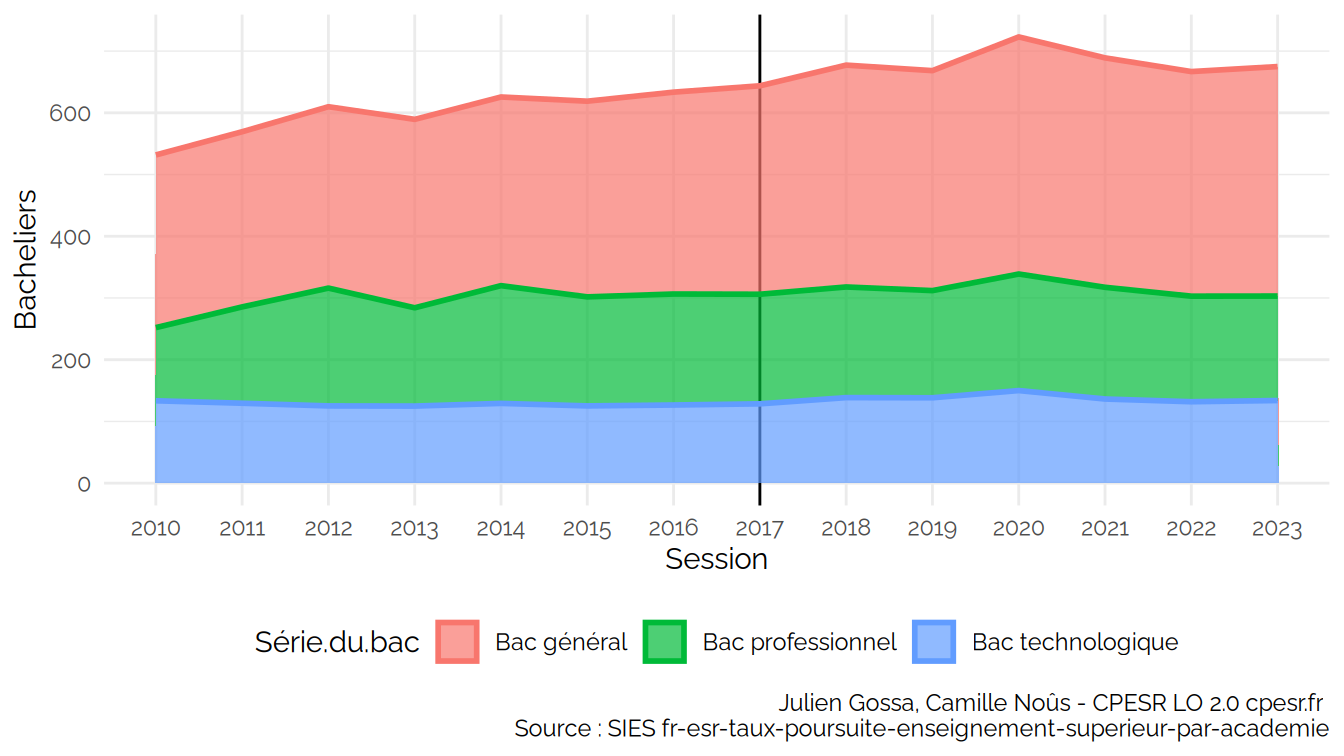 Bacheliers
600
400
200
0
2010 2011 2012 2013 2014 2015 2016 2017 2018 2019 2020 2021 2022 2023
Session
Série.du.bac Bac général Bac professionnel Bac technologique
Julien Gossa, Camille Noûs - CPESR LO 2.0 cpesr.fr
Source : SIES fr-esr-taux-poursuite-enseignement-superieur-par-academie